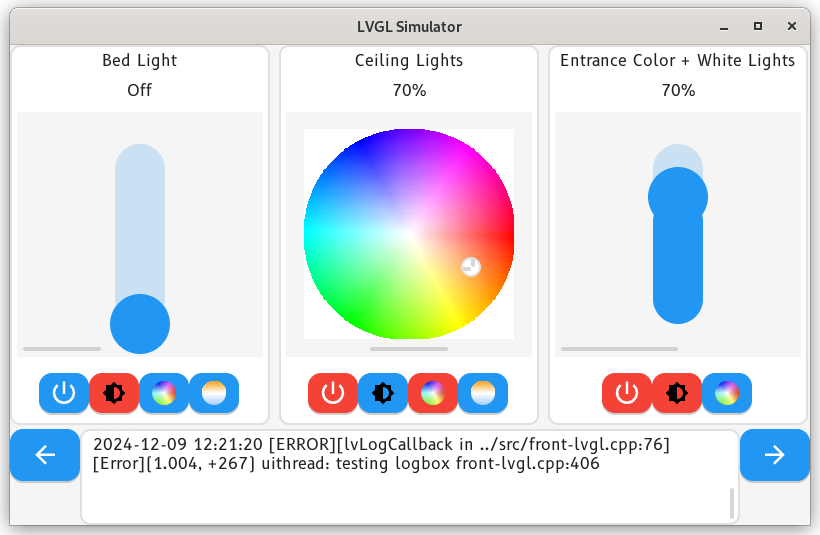 LVGL Simulator
Bed Light
Off
Ceiling Lights
70%
Entrance Color + White Lights
70%
2024-12-09 12:21:20 [ERROR][lvLogCallback in ../src/front-lvgl.cpp:76]
[Error][1.004, +267] uithread: testing logbox front-lvgl.cpp:406